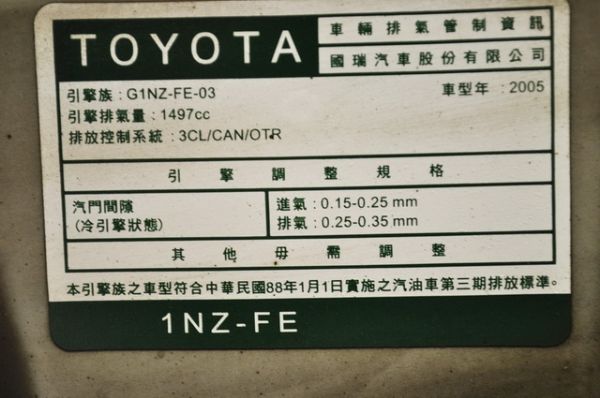 TOYOTA
車輛排氣管制資訊
國瑞汽車股份有限公司
引擎族：G1NZ-FE-03
車型年：2005
引擎排氣量：1497cc
排放控制系統：3CL/CAN/OTR
引擎調整規格
汽門間隙
(冷引擎狀態)
進氣：0.15-0.25 mm
排氣：0.25-0.35 mm
其他毋需調整
本引擎族之車型符合中華民國88年1月1日實施之汽油車第三期排放標準。
1NZ-FE